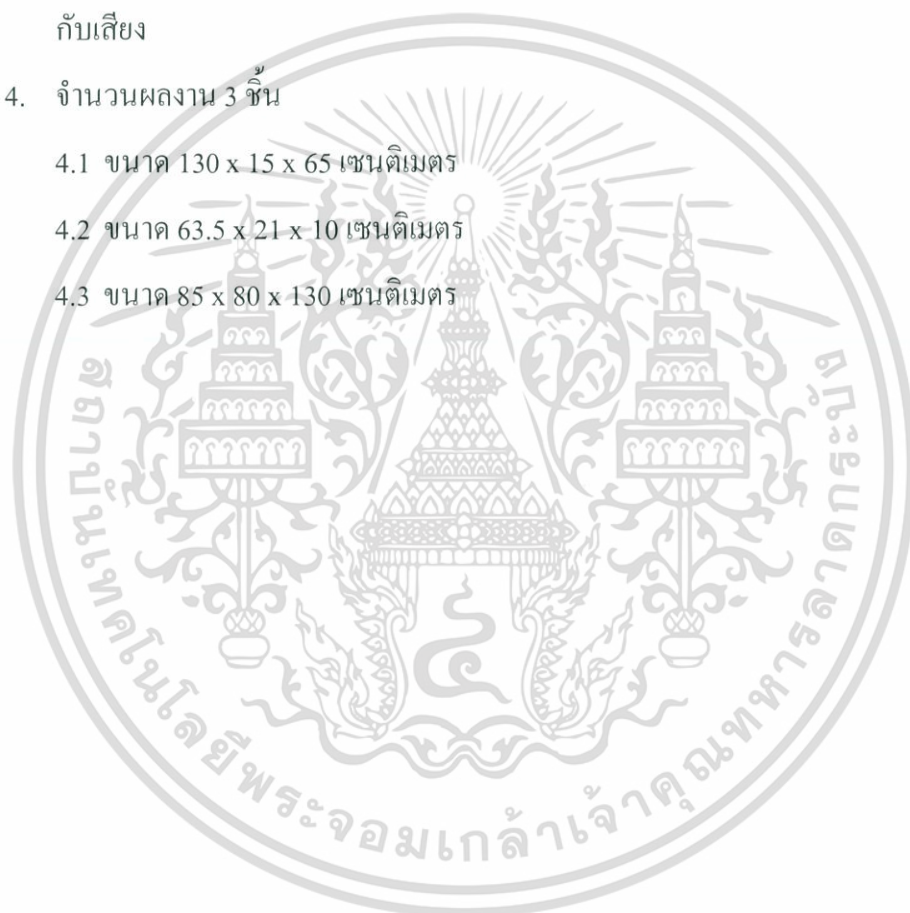 กับเสียง
4. จำนวนผลงาน 3 ชิ้น
4.1 ขนาด 130 x 15 x 65 เซนติเมตร
4.2 ขนาด 63.5 x 21 x 10 เซนติเมตร
4.3 ขนาด 85 x 80 x 130 เซนติเมตร
สถาบันเทคโนโลยีพระจอมเกล้าเจ้าคุณทหารลาดกระบัง
๔